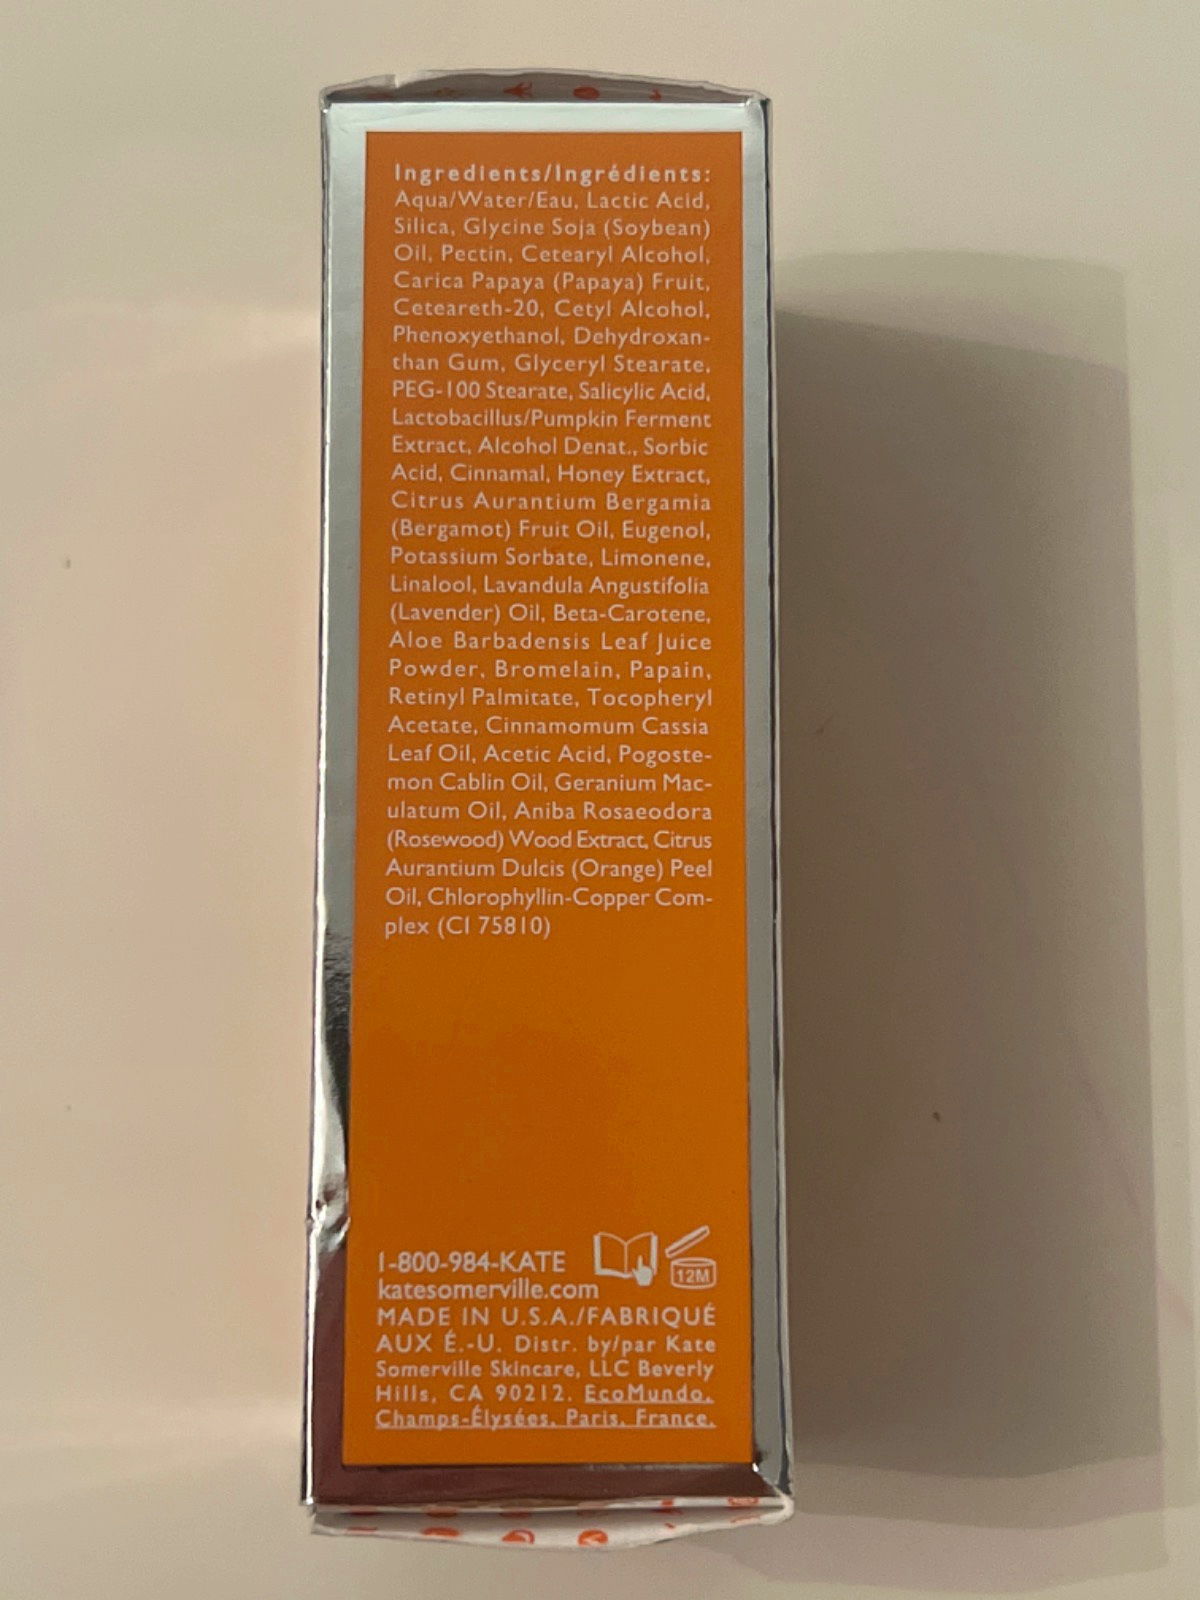 Ingredients/Ingrédients:
Aqua/Water/Eau, Lactic Acid,
Silica, Glycine Soja (Soybean)
Oil, Pectin, Cetearyl Alcohol,
Carica Papaya (Papaya) Fruit,
Ceteareth-20, Cetyl Alcohol,
Phenoxyethanol, Dehydroxan-
than Gum, Glyceryl Stearate,
PEG-100 Stearate, Salicylic Acid,
Lactobacillus/Pumpkin Ferment
Extract, Alcohol Denat., Sorbic
Acid, Cinnamal, Honey Extract,
Citrus Aurantium Bergamia
(Bergamot) Fruit Oil, Eugenol,
Potassium Sorbate, Limonene,
Linalool, Lavandula Angustifolia
(Lavender) Oil, Beta-Carotene,
Aloe Barbadensis Leaf Juice
Powder, Bromelain, Papain,
Retinyl Palmitate, Tocopheryl
Acetate, Cinnamomum Cassia
Leaf Oil, Acetic Acid, Pogoste-
mon Cablin Oil, Geranium Mac-
ulatum Oil, Aniba Rosaeodora
(Rosewood) Wood Extract, Citrus
Aurantium Dulcis (Orange) Peel
Oil, Chlorophyllin-Copper Com-
plex (CI 75810)
1-800-984-KATE
12M
katesomerville.com
MADE IN U.S.A./FABRIQUÉ
AUX É.-U. Distr. by/par Kate
Somerville Skincare, LLC Beverly
Hills, CA 90212. EcoMundo,
Champs-Élysées, Paris, France.